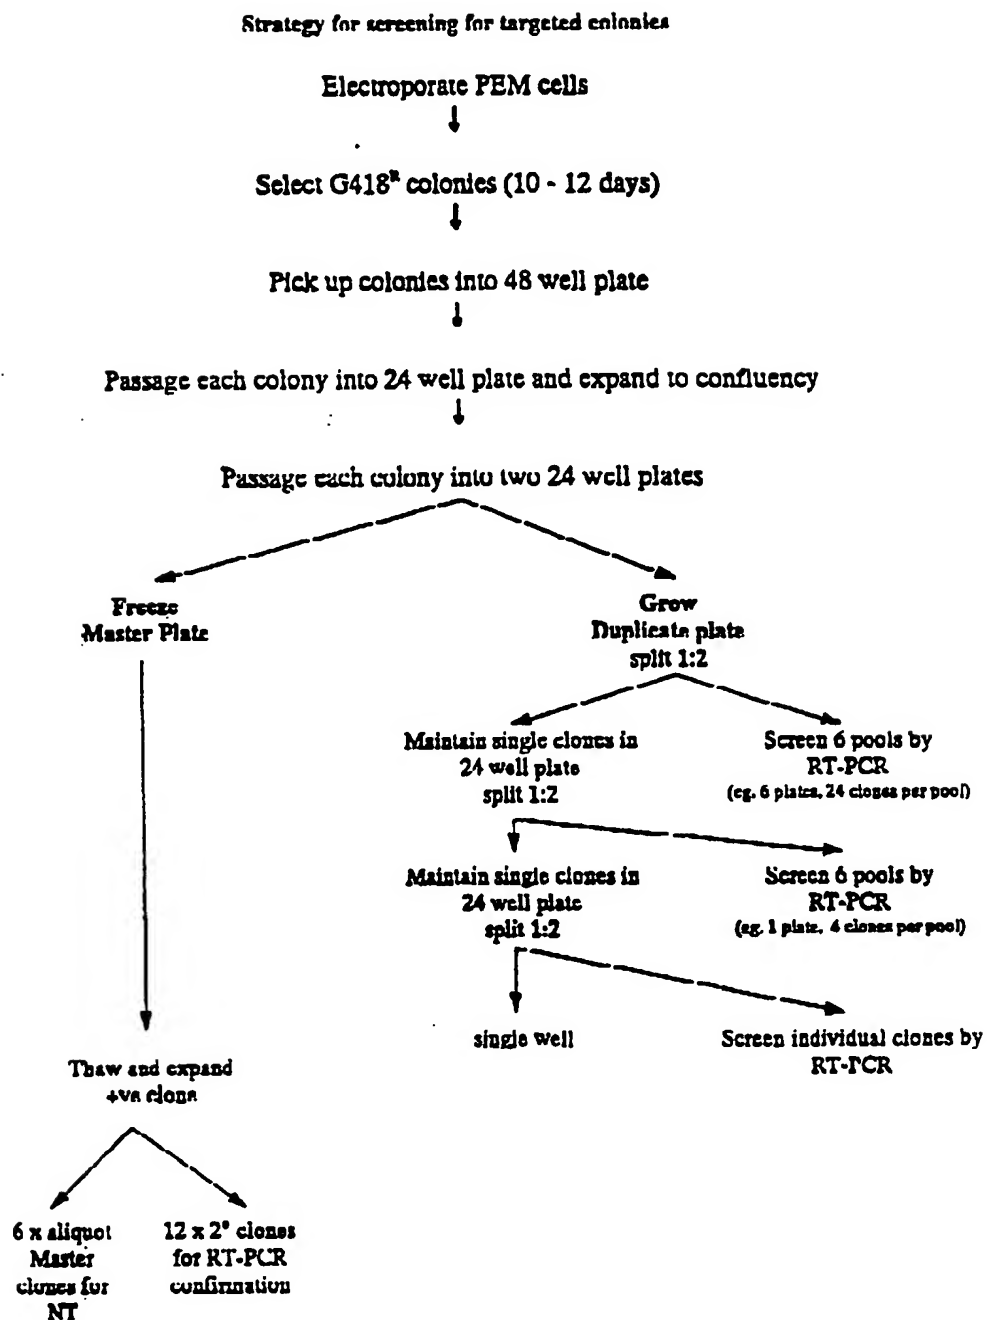 Strategy for screening for targeted colonies
Electroporate PEM cells
Select G418ᴿ colonies (10 - 12 days)
Pick up colonies into 48 well plate
Passage each colony into 24 well plate and expand to confluency
Passage each colony into two 24 well plates
Freeze
Master Plate
Grow
Duplicate plate
split 1:2
Maintain single clones in
24 well plate
split 1:2
Screen 6 pools by
RT-PCR
(eg. 6 plates, 24 clones per pool)
Maintain single clones in
24 well plate
split 1:2
Screen 6 pools by
RT-PCR
(eg. 1 plate, 4 clones per pool)
single well
Screen individual clones by
RT-PCR
Thaw and expand
+ve clone
6 x aliquot
Master
clones for
NT
12 x 2° clones
for RT-PCR
confirmation